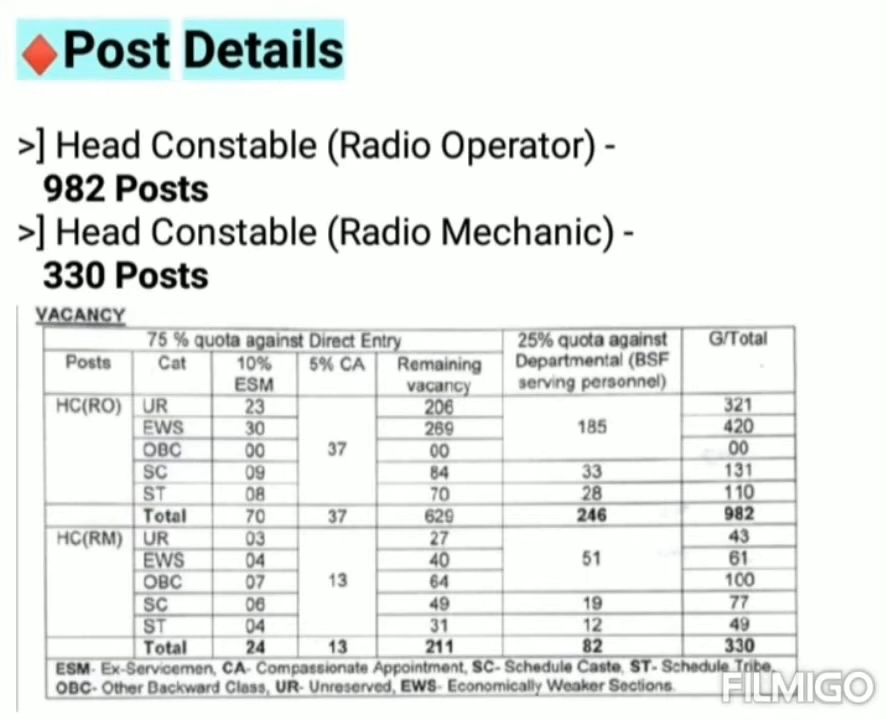 Post Details
>] Head Constable (Radio Operator) -
982 Posts
>] Head Constable (Radio Mechanic) -
330 Posts
VACANCY
75 % quota against Direct Entry 25% quota against Departmental (BSF serving personnel) G/Total
Posts Cat 10% ESM 5% CA Remaining vacancy
HC(RO) UR 23 37 206 185 321
EWS 30 269 420
OBC 00 00 00
SC 09 84 33 131
ST 08 70 28 110
Total 70 37 629 246 982
HC(RM) UR 03 13 27 51 43
EWS 04 40 61
OBC 07 64 100
SC 06 49 19 77
ST 04 31 12 49
Total 24 13 211 82 330
ESM- Ex-Servicemen, CA- Compassionate Appointment, SC- Schedule Caste, ST- Schedule Tribe,
OBC- Other Backward Class, UR- Unreserved, EWS- Economically Weaker Sections.
FILMIGO